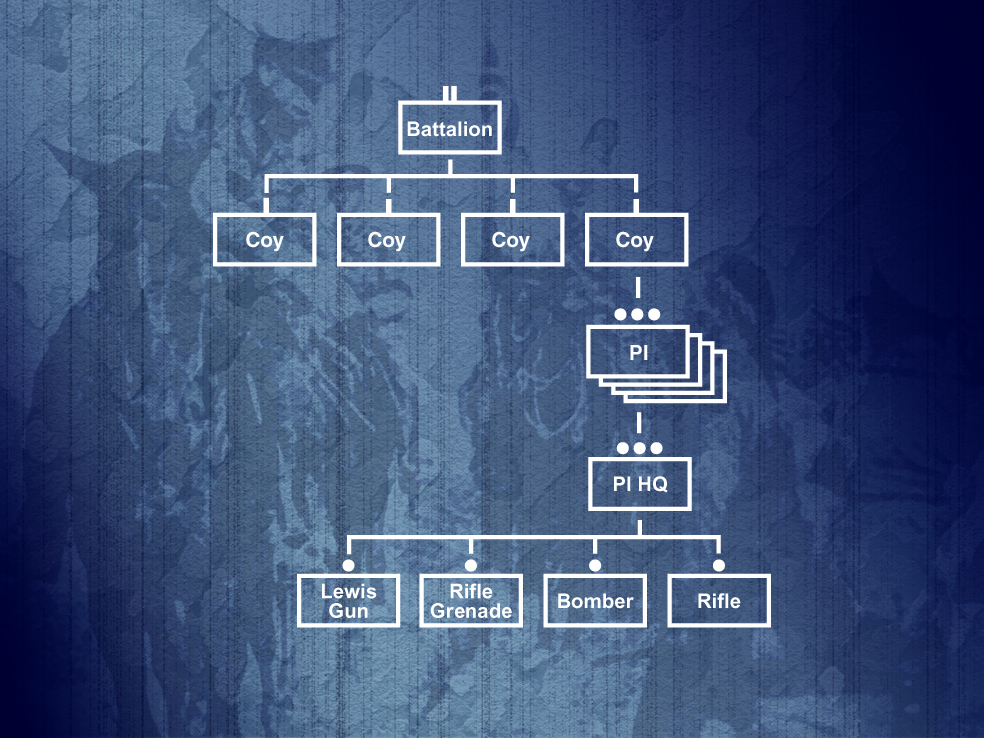 Battalion
Coy
Coy
Coy
Coy
Pl
Pl HQ
Lewis
Gun
Rifle
Grenade
Bomber
Rifle